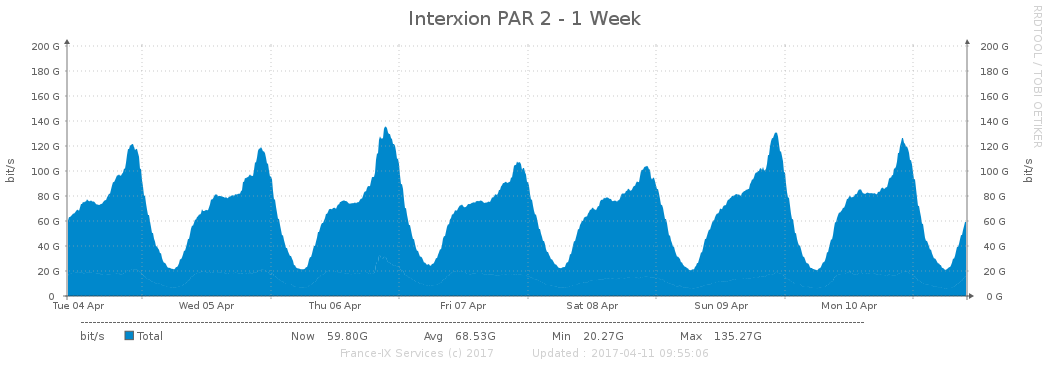 Interxion PAR 2 - 1 Week
RRDTOOL / TOBI OETIKER
bit/s
200 G 200 G
180 G 180 G
160 G 160 G
140 G 140 G
120 G 120 G
100 G 100 G
80 G 80 G
60 G 60 G
40 G 40 G
20 G 20 G
0 0 G
bit/s
Tue 04 Apr Wed 05 Apr Thu 06 Apr Fri 07 Apr Sat 08 Apr Sun 09 Apr Mon 10 Apr
bit/s Total Now 59.80G Avg 68.53G Min 20.27G Max 135.27G
France-IX Services (c) 2017 Updated : 2017-04-11 09:55:06